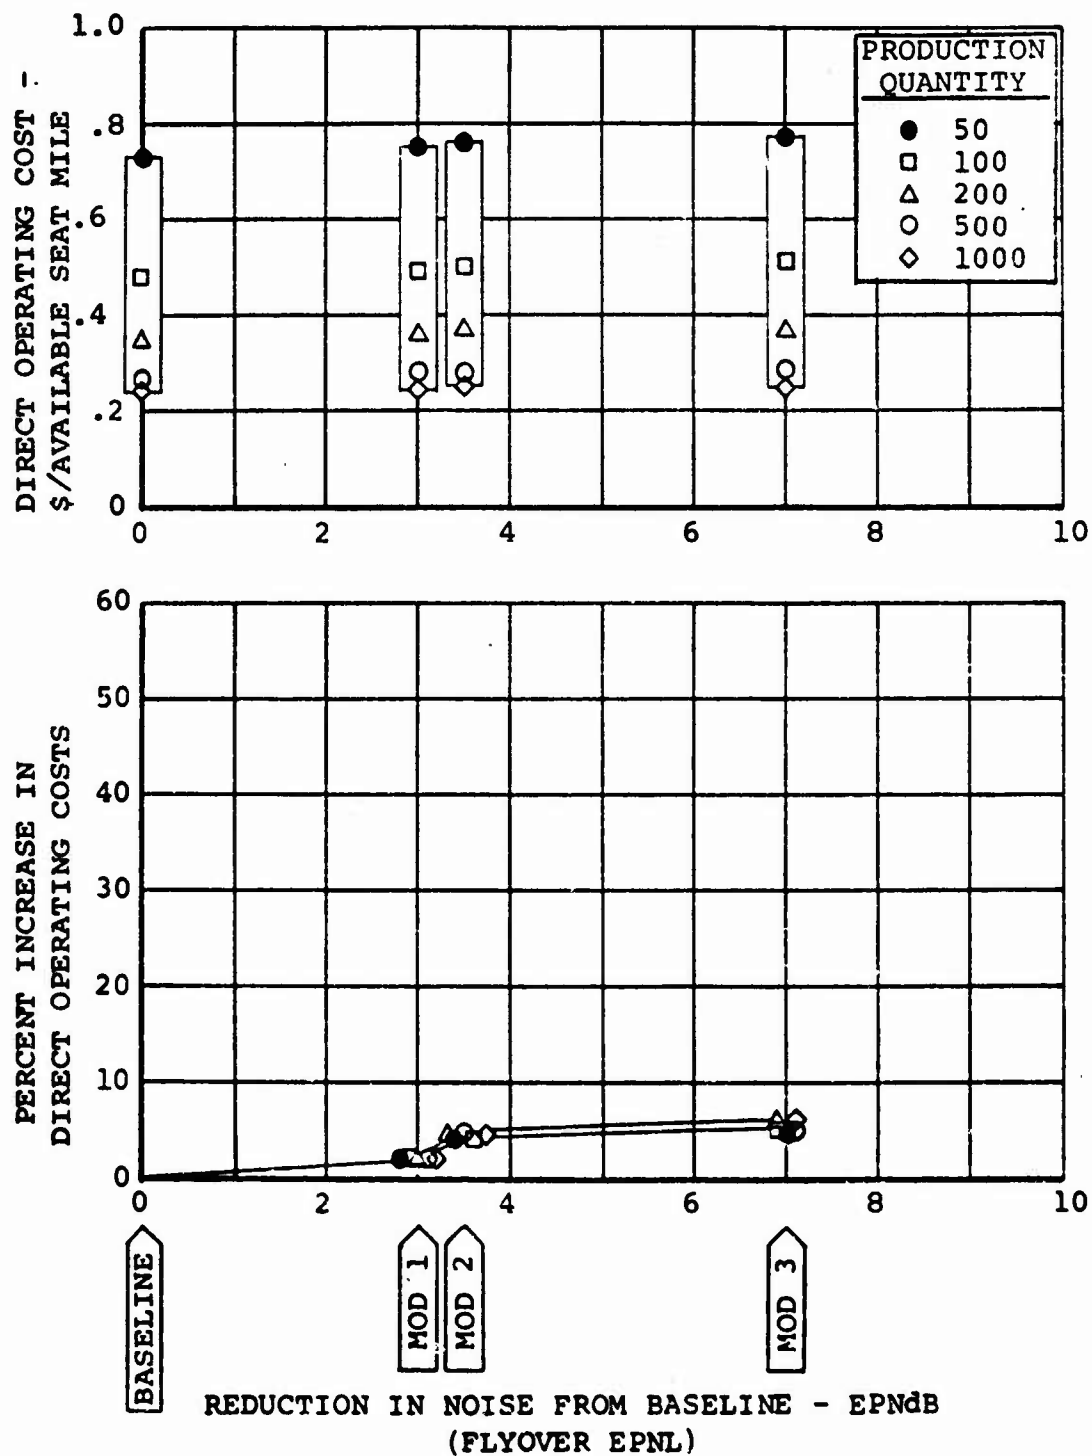 DIRECT OPERATING COST -
$/AVAILABLE SEAT MILE
1.0
.8
.6
.4
.2
0
0 2 4 6 8 10
PRODUCTION
QUANTITY
50
100
200
500
1000
PERCENT INCREASE IN
DIRECT OPERATING COSTS
60
50
40
30
20
10
0
0 2 4 6 8 10
BASELINE
MOD 1
MOD 2
MOD 3
REDUCTION IN NOISE FROM BASELINE - EPNdB
(FLYOVER EPNL)